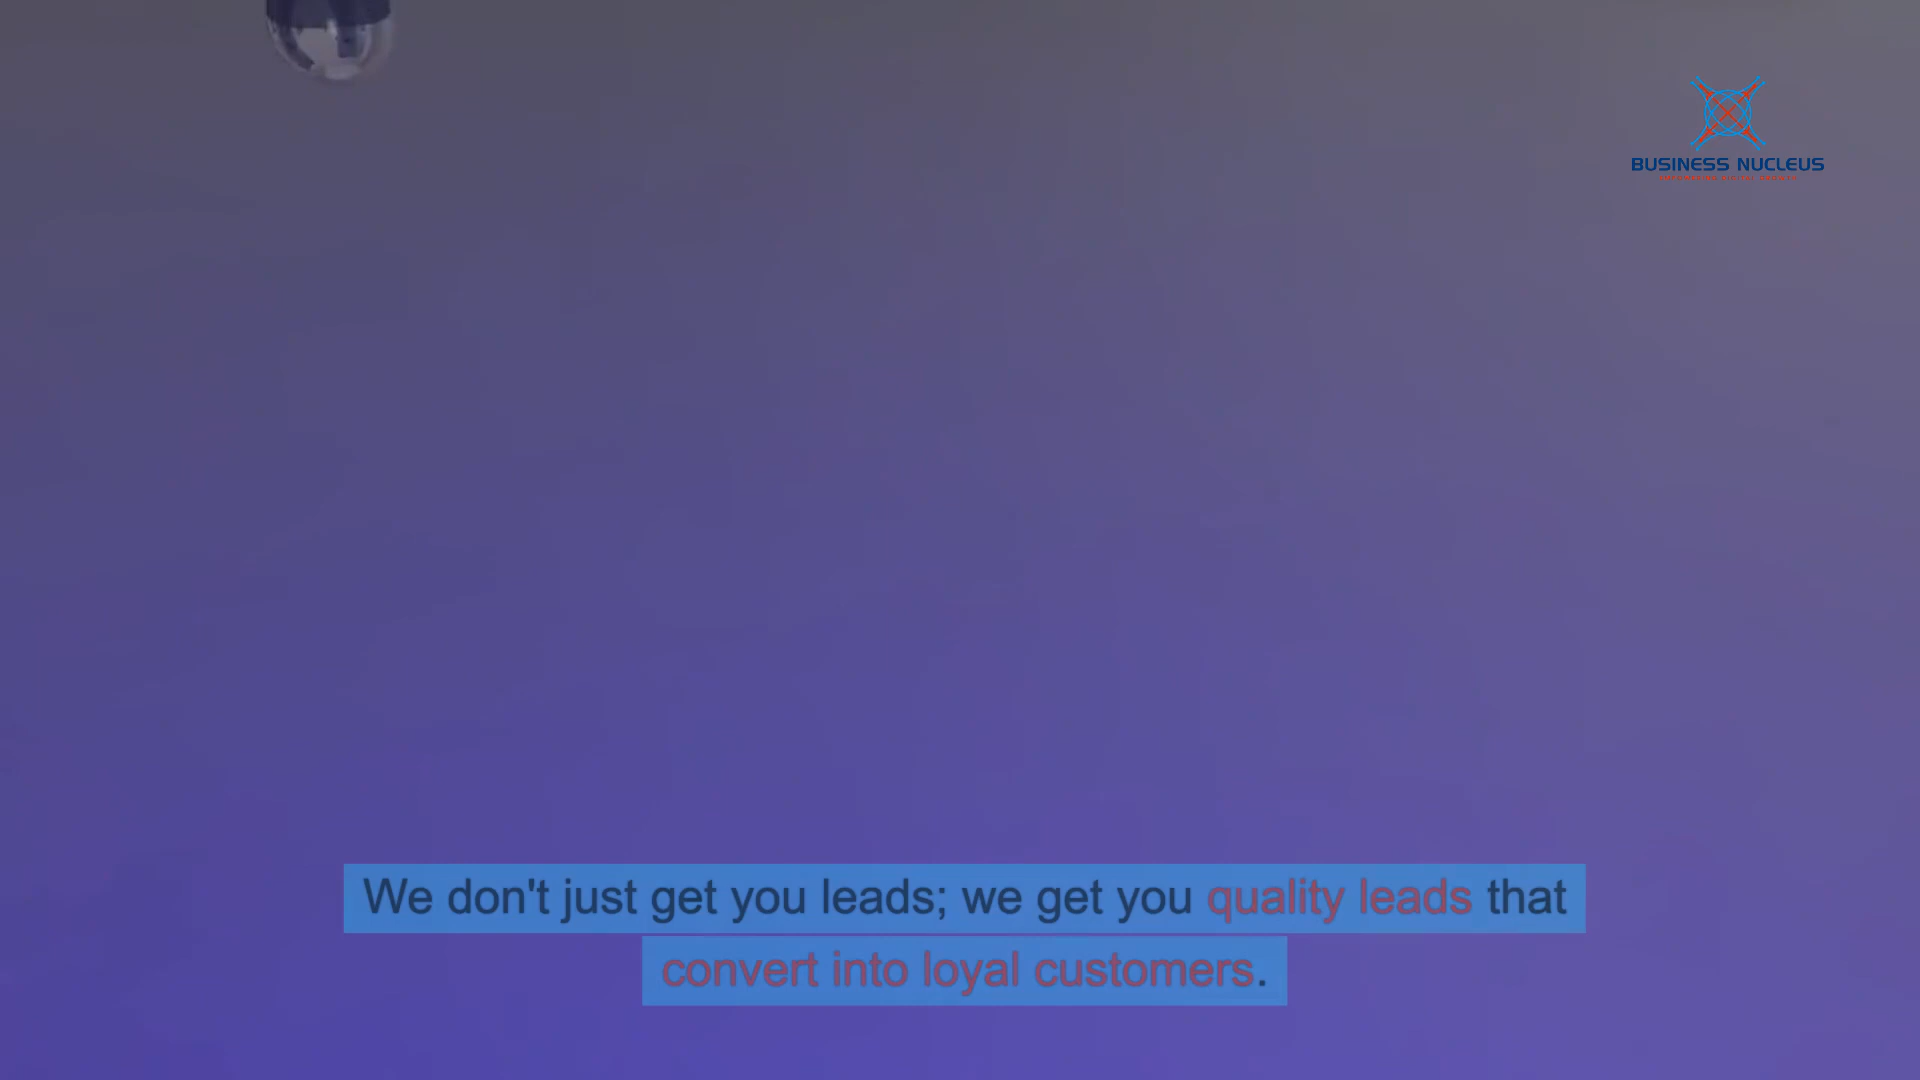 BUSINESS NUCLEUS
We don't just get you leads; we get you quality leads that
convert into loyal customers.